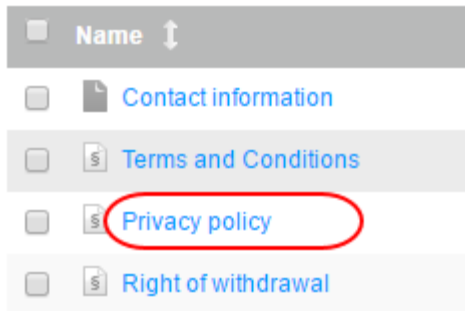 Name
Contact information
§ Terms and Conditions
§ Privacy policy
§ Right of withdrawal